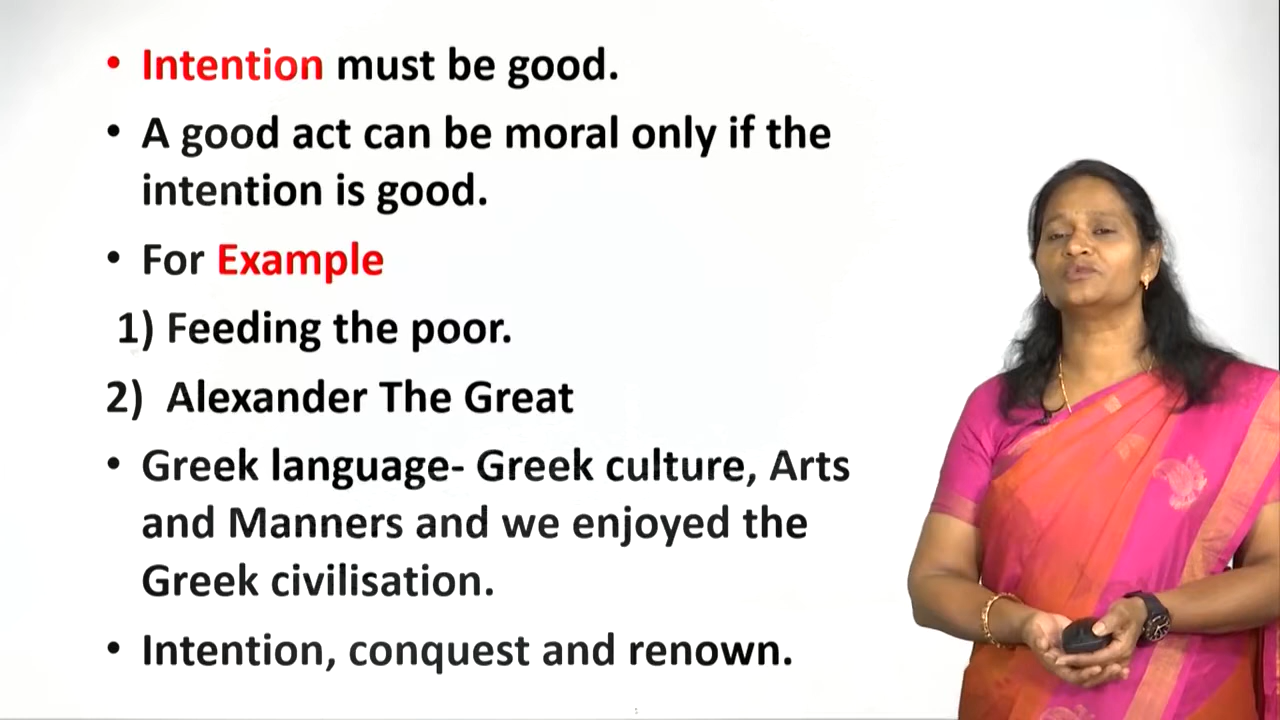 • Intention must be good.
• A good act can be moral only if the
intention is good.
• For Example
1) Feeding the poor.
2) Alexander The Great
• Greek language- Greek culture, Arts
and Manners and we enjoyed the
Greek civilisation.
• Intention, conquest and renown.